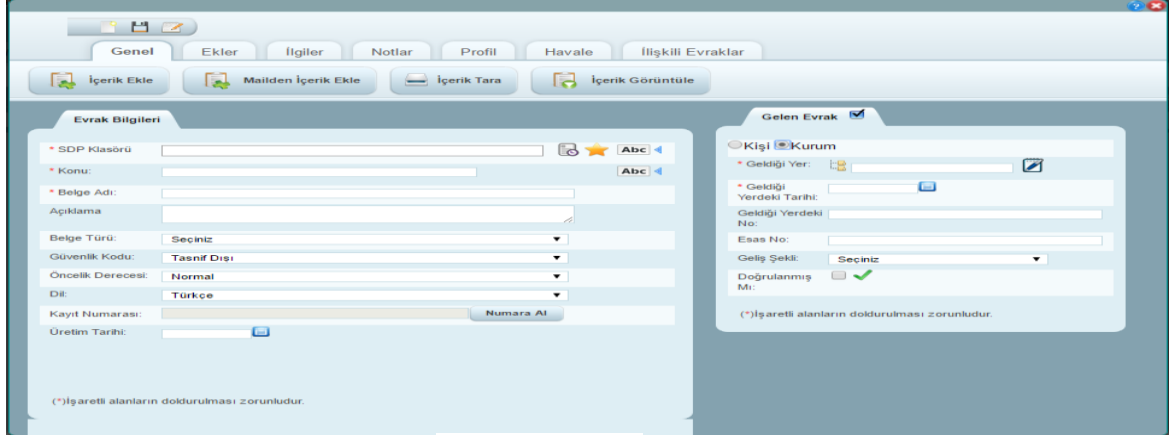 Genel Ekler İlgiler Notlar Profil Havale İlişkili Evraklar
İçerik Ekle Mailden İçerik Ekle İçerik Tara İçerik Görüntüle
Evrak Bilgileri
* SDP Klasörü Abc
* Konu: Abc
* Belge Adı:
Açıklama
Belge Türü: Seçiniz
Güvenlik Kodu: Tasnif Dışı
Öncelik Derecesi: Normal
Dil: Türkçe
Kayıt Numarası: Numara Al
Üretim Tarihi:
(*)İşaretli alanların doldurulması zorunludur.
Gelen Evrak
Kişi Kurum
* Geldiği Yer:
* Geldiği
Yerdeki Tarihi:
Geldiği Yerdeki
No:
Esas No:
Geliş Şekli: Seçiniz
Doğrulanmış
Mı:
(*)İşaretli alanların doldurulması zorunludur.